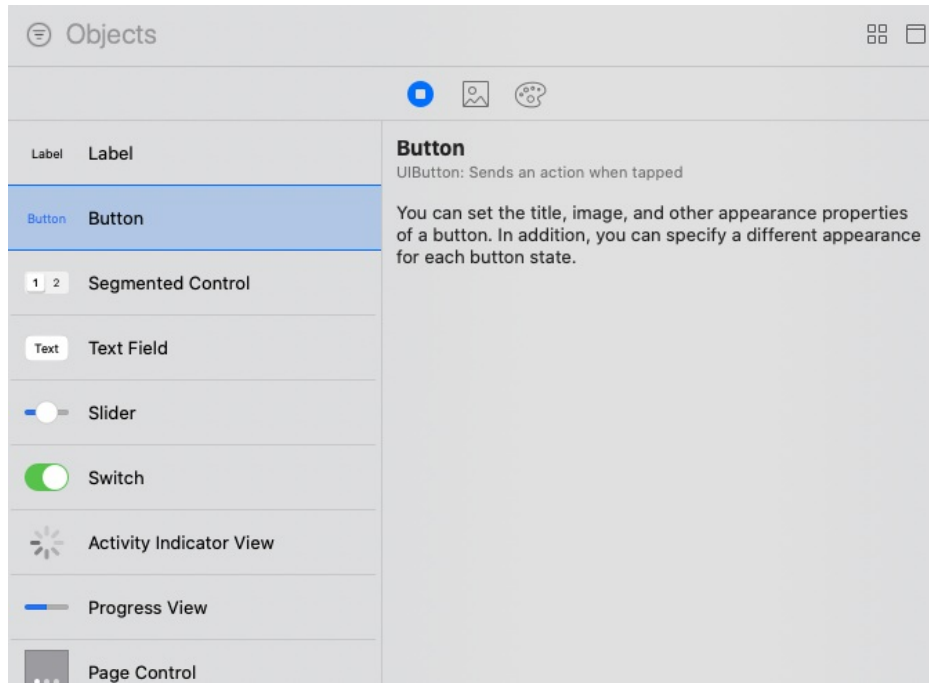 Objects
Label Label
Button Button
1 2 Segmented Control
Text Text Field
Slider
Switch
Activity Indicator View
Progress View
Page Control
Button
UIButton: Sends an action when tapped
You can set the title, image, and other appearance properties
of a button. In addition, you can specify a different appearance
for each button state.